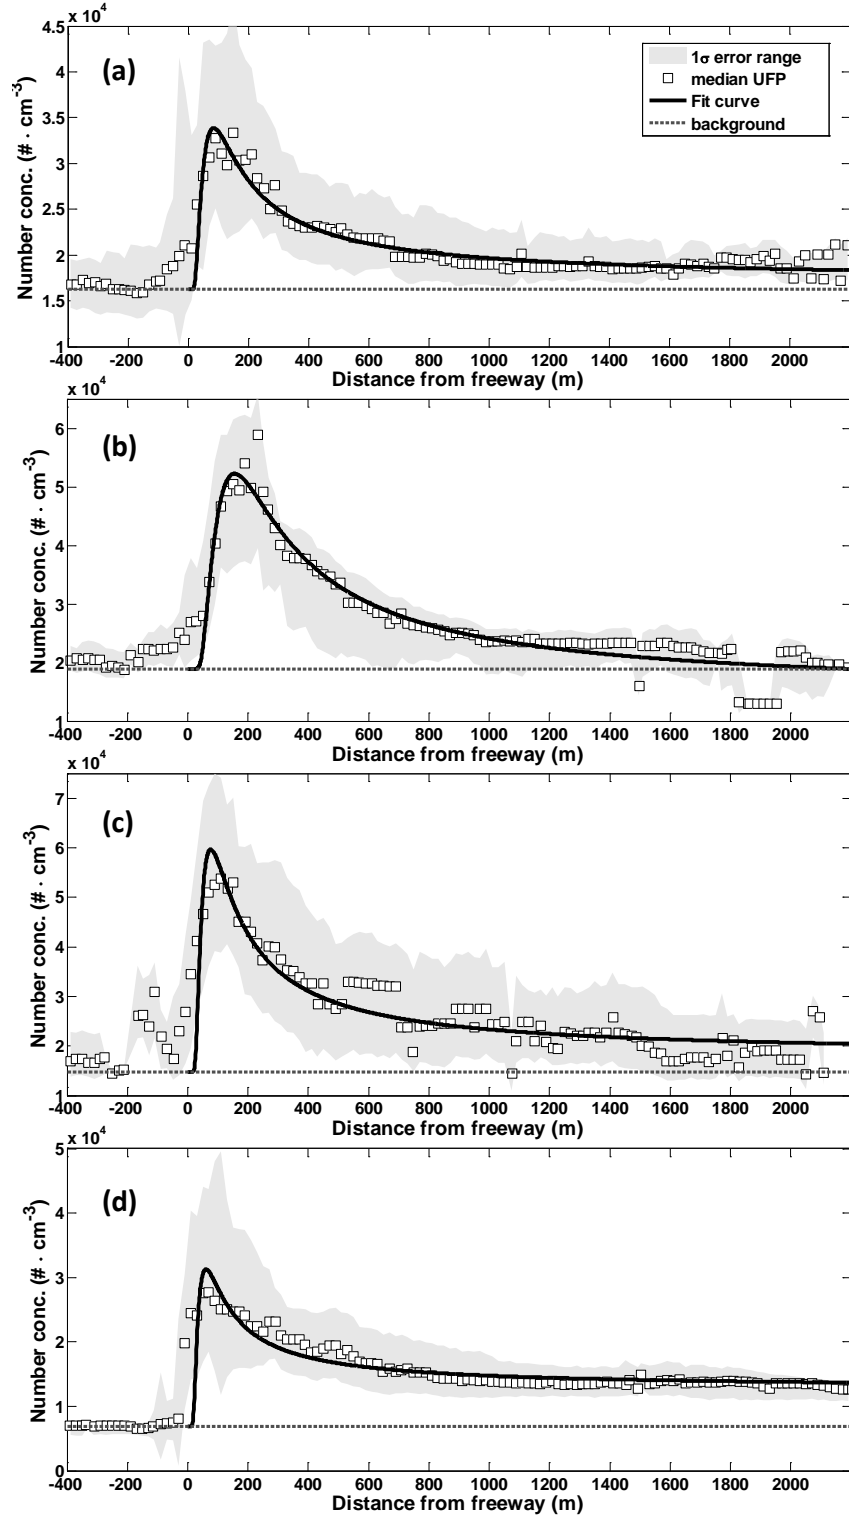 x 10⁴
4.5
4
3.5
3
2.5
2
1.5
1
Number conc. (# · cm⁻³)
(a)
1σ error range
median UFP
Fit curve
background
-400 -200 0 200 400 600 800 1000 1200 1400 1600 1800 2000
Distance from freeway (m)
x 10⁴
6
5
4
3
2
1
Number conc. (# · cm⁻³)
(b)
-400 -200 0 200 400 600 800 1000 1200 1400 1600 1800 2000
Distance from freeway (m)
x 10⁴
7
6
5
4
3
2
1
Number conc. (# · cm⁻³)
(c)
-400 -200 0 200 400 600 800 1000 1200 1400 1600 1800 2000
Distance from freeway (m)
x 10⁴
5
4
3
2
1
0
Number conc. (# · cm⁻³)
(d)
-400 -200 0 200 400 600 800 1000 1200 1400 1600 1800 2000
Distance from freeway (m)